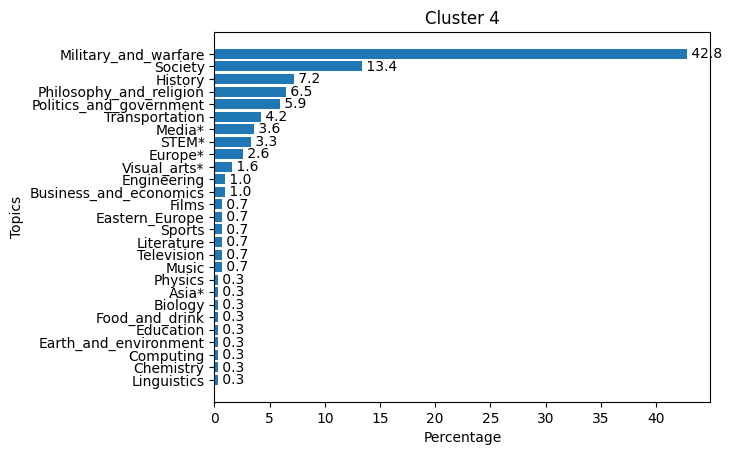 Cluster 4
Military_and_warfare 42.8
Society 13.4
History 7.2
Philosophy_and_religion 6.5
Politics_and_government 5.9
Transportation 4.2
Media* 3.6
STEM* 3.3
Europe* 2.6
Visual_arts* 1.6
Engineering 1.0
Business_and_economics 1.0
Films 0.7
Eastern_Europe 0.7
Sports 0.7
Literature 0.7
Television 0.7
Music 0.7
Physics 0.3
Asia* 0.3
Biology 0.3
Food_and_drink 0.3
Education 0.3
Earth_and_environment 0.3
Computing 0.3
Chemistry 0.3
Linguistics 0.3
Topics
0 5 10 15 20 25 30 35 40
Percentage